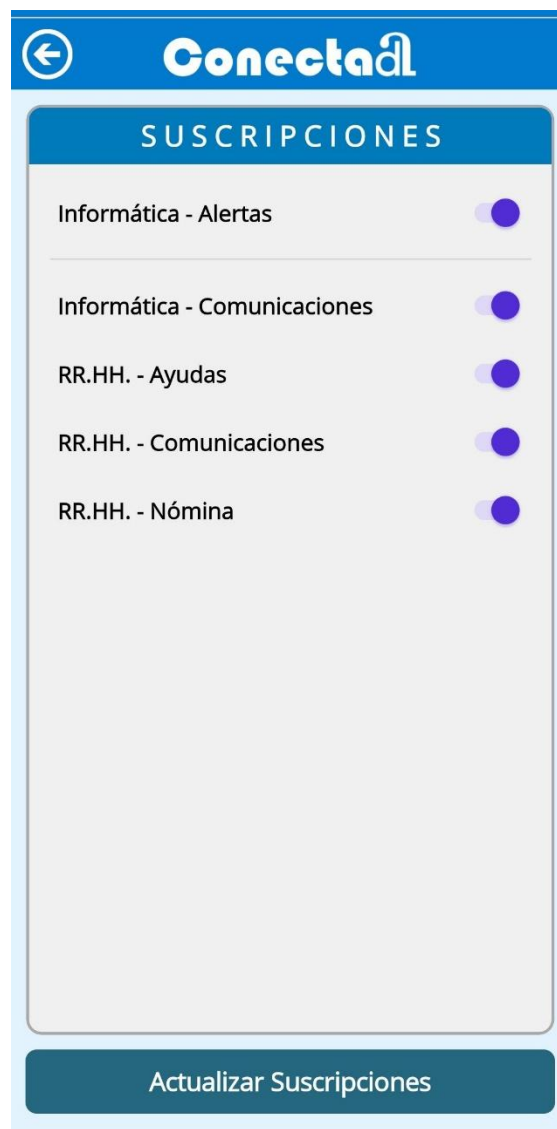 Conectadl
SUSCRIPCIONES
Informática - Alertas
Informática - Comunicaciones
RR.HH. - Ayudas
RR.HH. - Comunicaciones
RR.HH. - Nómina
Actualizar Suscripciones